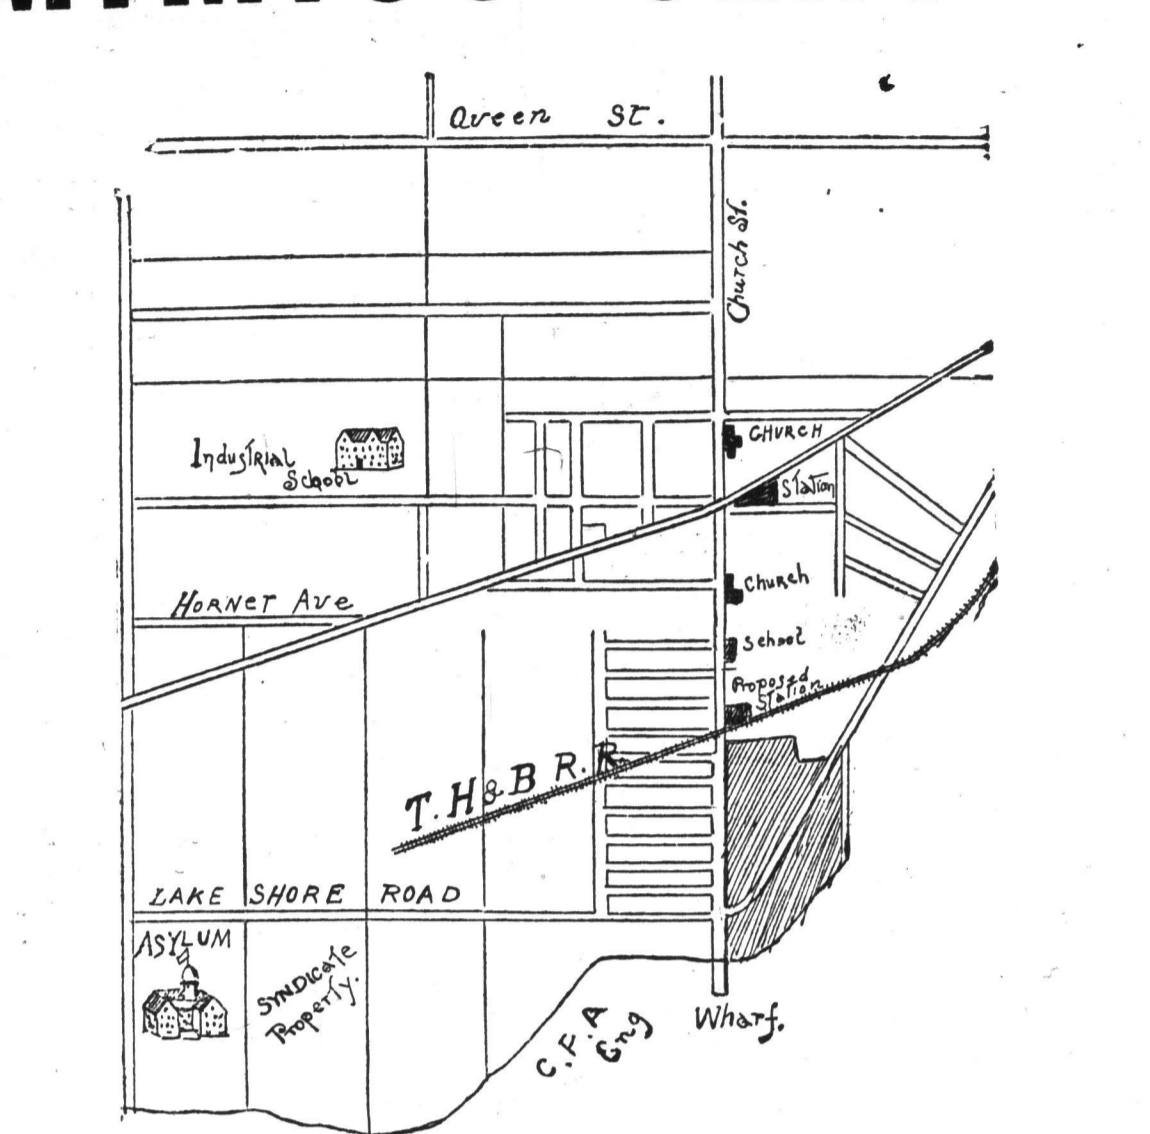 Queen St.
Church St.
CHURCH
Industrial
School
Station
Church
HORNET AVE
School
Proposed
Station
T. H & B R. R.
LAKE SHORE ROAD
ASYLUM
SYNDICATE
Property.
C. F. A
Eng
Wharf.